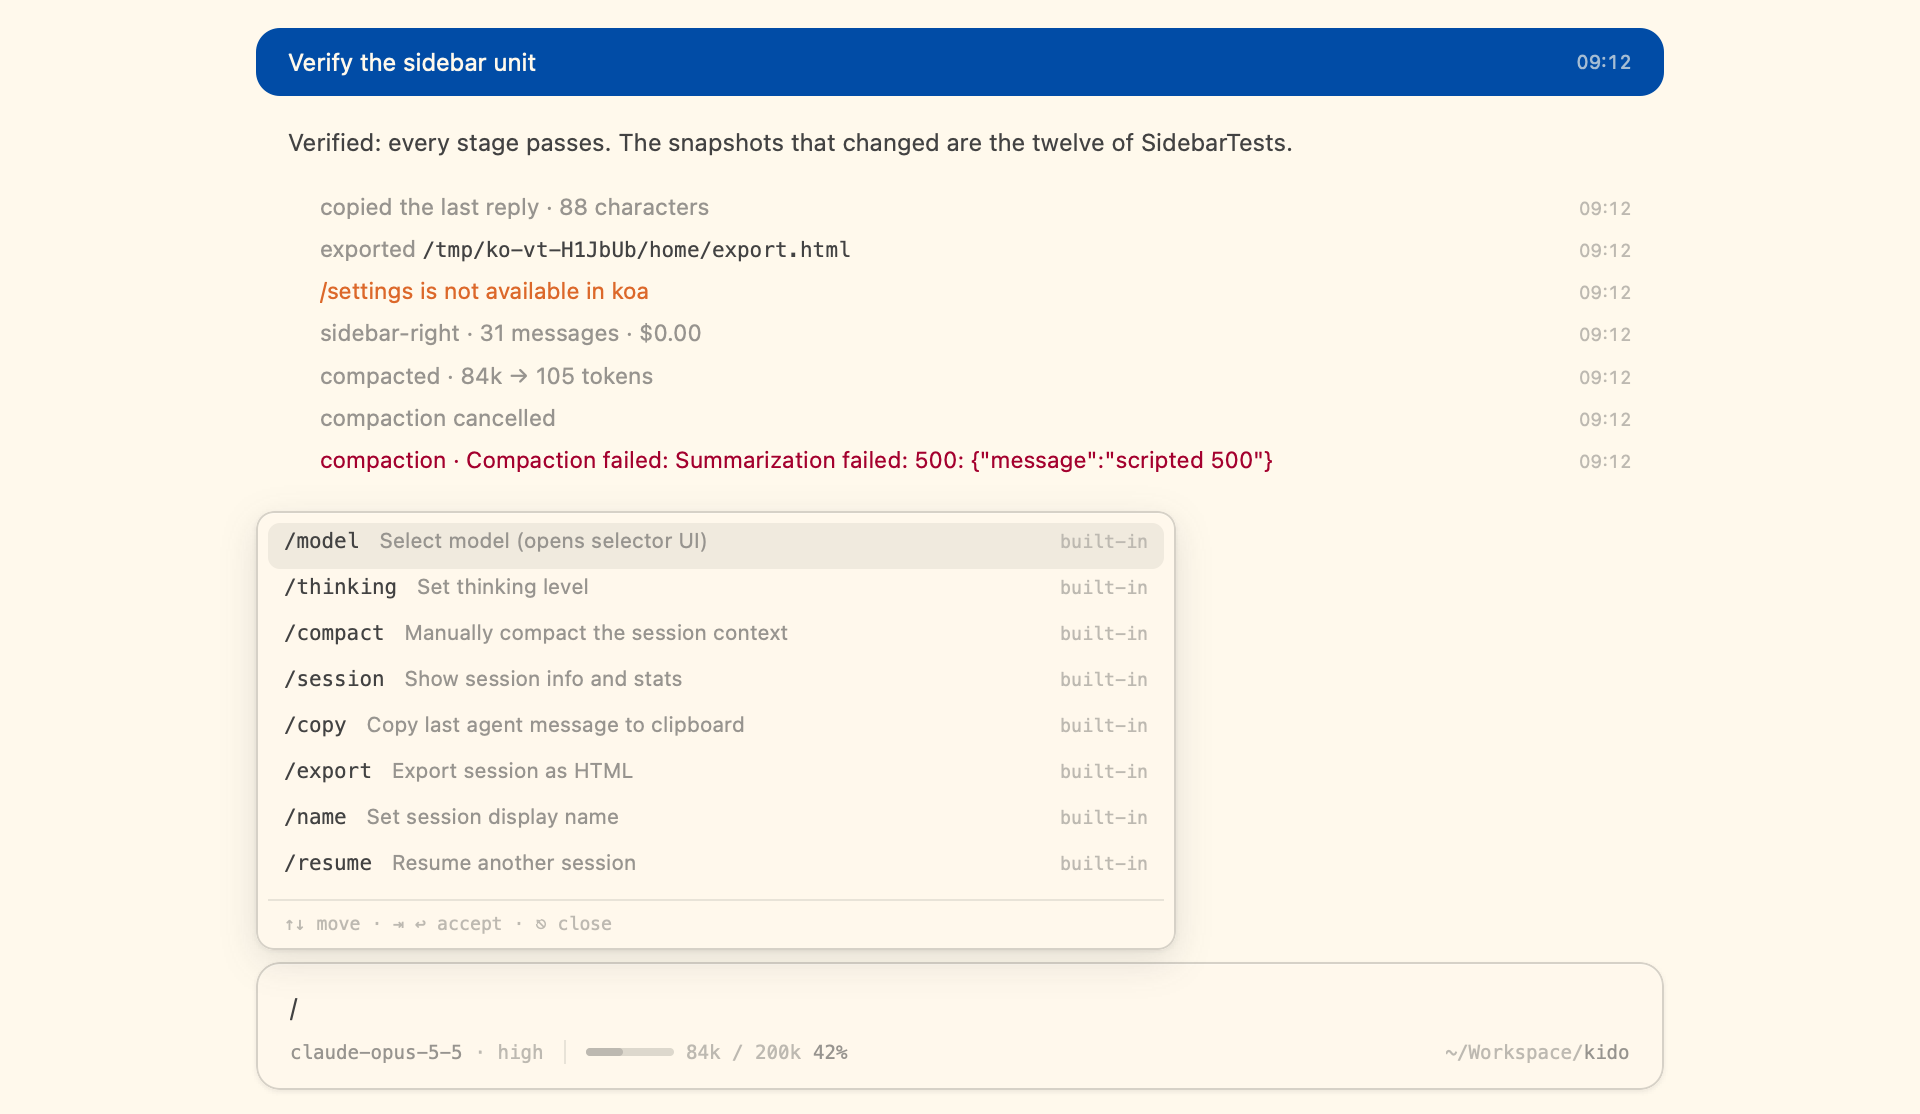 Verify the sidebar unit 09:12
Verified: every stage passes. The snapshots that changed are the twelve of SidebarTests.
copied the last reply · 88 characters 09:12
exported /tmp/ko-vt-H1JbUb/home/export.html 09:12
/settings is not available in koa 09:12
sidebar-right · 31 messages · $0.00 09:12
compacted · 84k → 105 tokens 09:12
compaction cancelled 09:12
compaction · Compaction failed: Summarization failed: 500: {"message":"scripted 500"} 09:12
/model Select model (opens selector UI) built-in
/thinking Set thinking level built-in
/compact Manually compact the session context built-in
/session Show session info and stats built-in
/copy Copy last agent message to clipboard built-in
/export Export session as HTML built-in
/name Set session display name built-in
/resume Resume another session built-in
↑↓ move · ⇥ ↩ accept · ⎋ close
/
claude-opus-5-5 · high 84k / 200k 42% ~/Workspace/kido